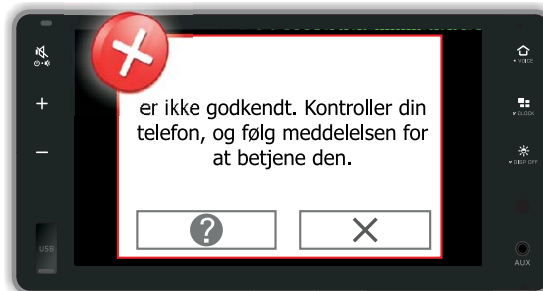 er ikke godkendt. Kontroller din
telefon, og følg meddelelsen for
at betjene den.
VOICE
CLOCK
DISP OFF
USB
AUX